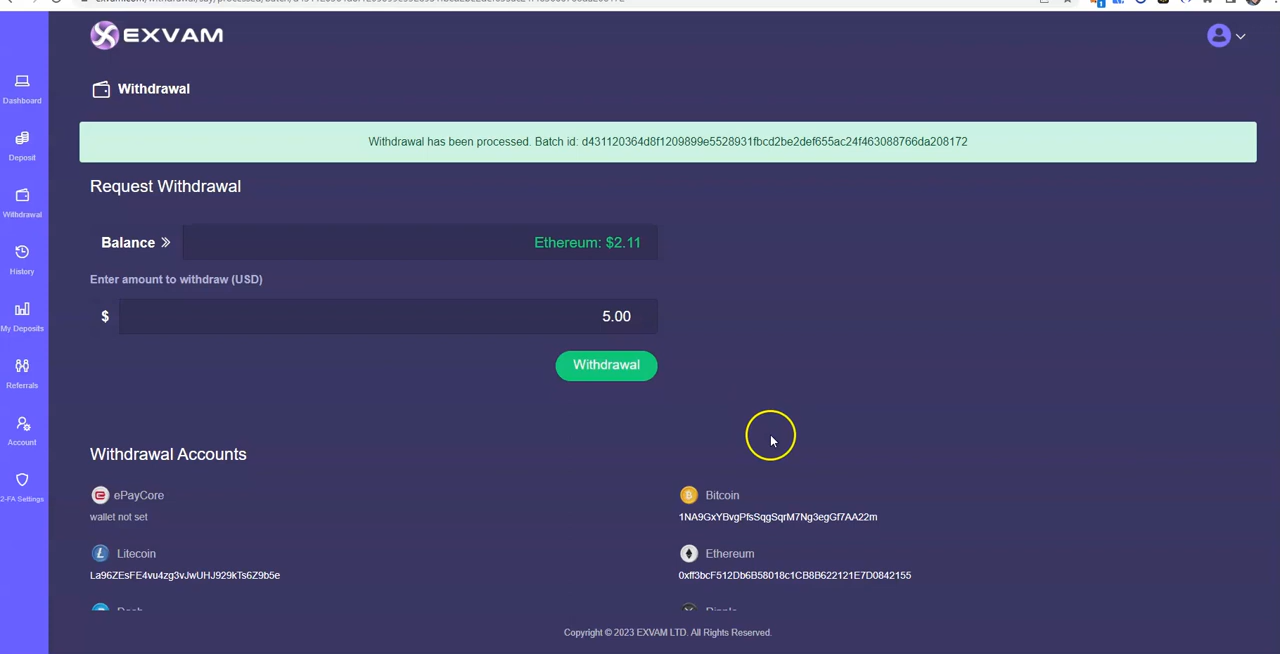 EXVAM
Withdrawal
Withdrawal has been processed. Batch id: d431120364d8f1209899e5528931fbcd2be2def655ac24f463088766da208172
Request Withdrawal
Balance » Ethereum: $2.11
Enter amount to withdraw (USD)
$ 5.00
Withdrawal
Withdrawal Accounts
ePayCore
wallet not set
Bitcoin
1NA9GxYBvgPfsSqgSqrM7Ng3egGf7AA22m
Litecoin
La96ZEsFE4vu4zg3vJwUHJ929kTs6Z9b5e
Ethereum
0xff3bcF512Db6B58018c1CB8B622121E7D0842155
Dashboard
Deposit
Withdrawal
History
My Deposits
Referrals
Account
2-FA Settings
Copyright © 2023 EXVAM LTD. All Rights Reserved.